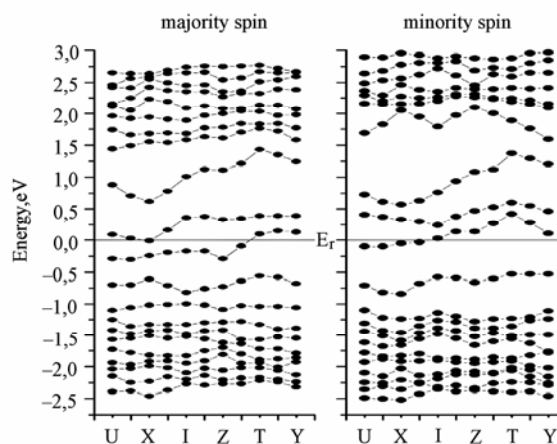 majority spin
minority spin
Energy,eV
3,0
2,5
2,0
1,5
1,0
0,5
0,0
–0,5
–1,0
–1,5
–2,0
–2,5
E_r
U X I Z T Y
U X I Z T Y